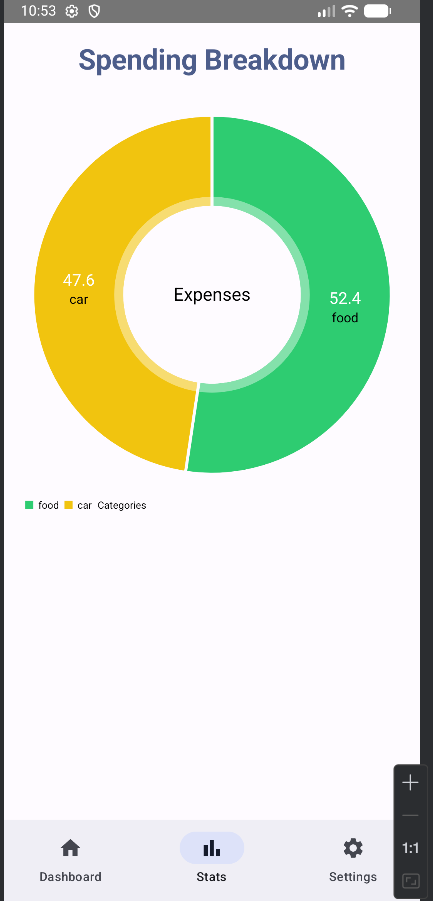 10:53
Spending Breakdown
47.6
car
Expenses
52.4
food
food car Categories
1:1
Dashboard Stats Settings